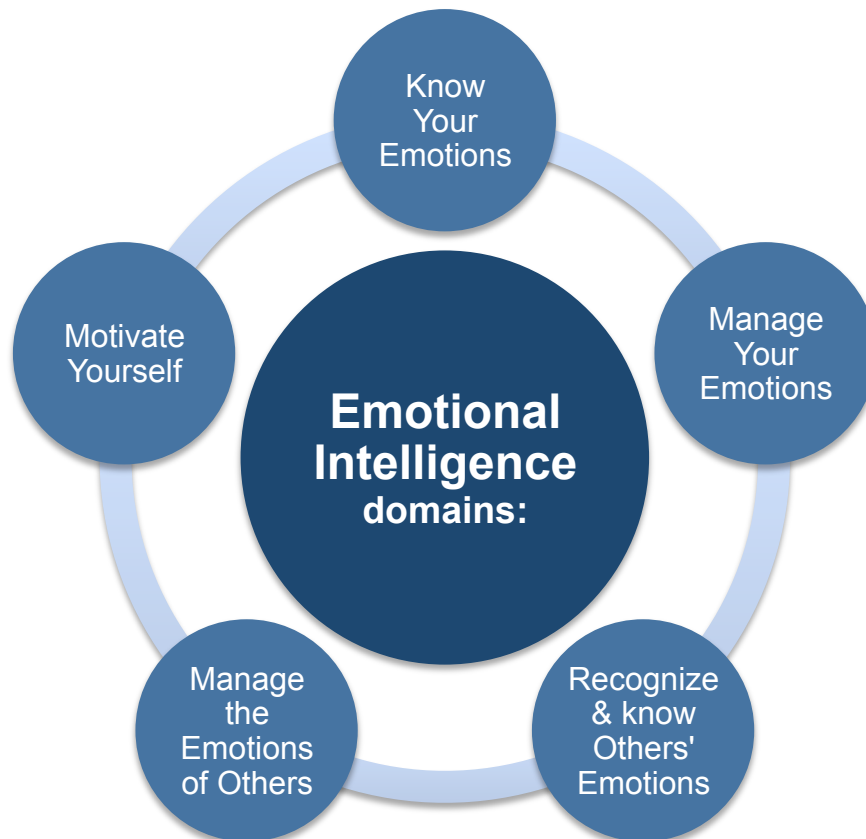 Know
Your
Emotions
Manage
Your
Emotions
Recognize
& know
Others'
Emotions
Manage
the
Emotions
of Others
Motivate
Yourself
Emotional
Intelligence
domains: